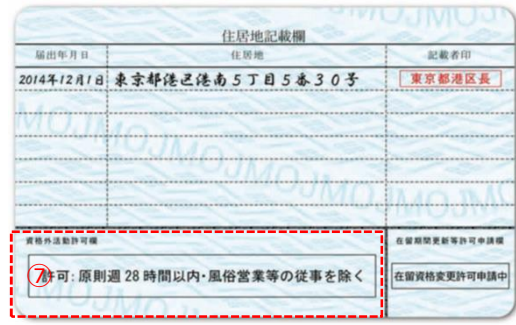 住居地記載欄
届出年月日 住居地 記載者印
2014年12月1日 東京都港区港南5丁目5番30号 東京都港区長
MOJMOJMOJMOJMOJ
資格外活動許可欄 在留期間更新等許可申請欄
⑦許可:原則週28時間以内・風俗営業等の従事を除く 在留資格変更許可申請中